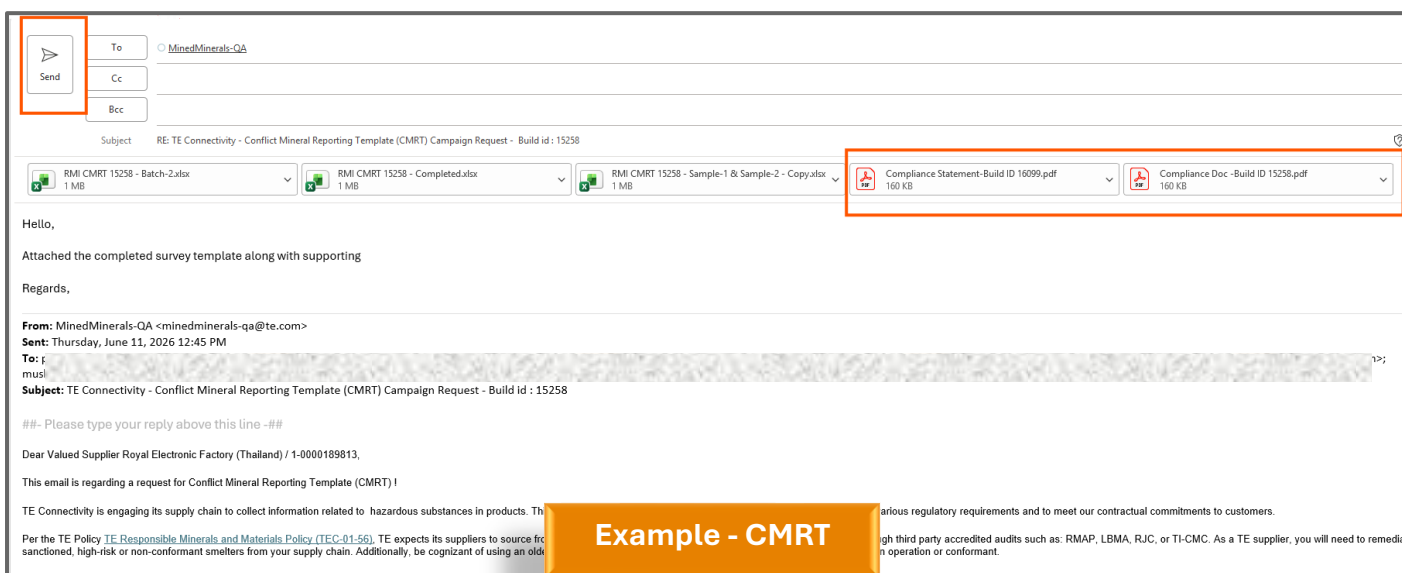 To
MinedMinerals-QA
Send
Cc
Bcc
Subject RE: TE Connectivity - Conflict Mineral Reporting Template (CMRT) Campaign Request - Build id : 15258
RMI CMRT 15258 - Batch-2.xlsx
1 MB
RMI CMRT 15258 - Completed.xlsx
1 MB
RMI CMRT 15258 - Sample-1 & Sample-2 - Copy.xlsx
1 MB
Compliance Statement-Build ID 16099.pdf
160 KB
Compliance Doc -Build ID 15258.pdf
160 KB
Hello,
Attached the completed survey template along with supporting
Regards,
From: MinedMinerals-QA <minedminerals-qa@te.com>
Sent: Thursday, June 11, 2026 12:45 PM
To:
Subject: TE Connectivity - Conflict Mineral Reporting Template (CMRT) Campaign Request - Build id : 15258
##- Please type your reply above this line -##
Dear Valued Supplier Royal Electronic Factory (Thailand) / 1-0000189813,
This email is regarding a request for Conflict Mineral Reporting Template (CMRT) !
TE Connectivity is engaging its supply chain to collect information related to hazardous substances in products. arious regulatory requirements and to meet our contractual commitments to customers.
Per the TE Policy TE Responsible Minerals and Materials Policy (TEC-01-56), TE expects its suppliers to source gh third party accredited audits such as: RMAP, LBMA, RJC, or TI-CMC. As a TE supplier, you will need to remedia
sanctioned, high-risk or non-conformant smelters from your supply chain. Additionally, be cognizant of using an n operation or conformant.
Example - CMRT